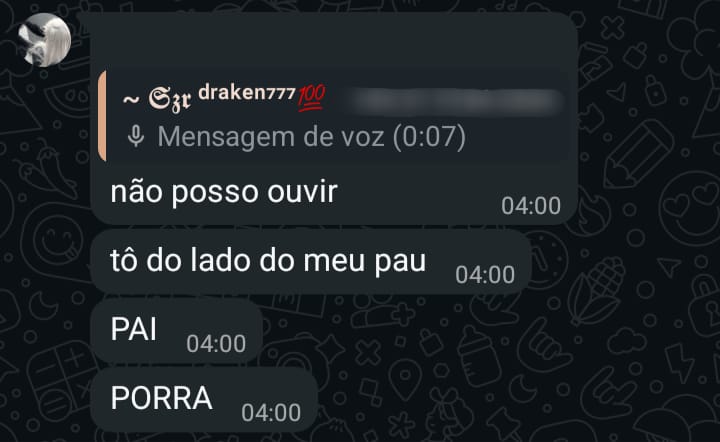 ~ 𝕾𝖟𝖗 ᵈʳᵃᵏᵉⁿ⁷⁷⁷💯
Mensagem de voz (0:07)
não posso ouvir
04:00
tô do lado do meu pau
04:00
PAI
04:00
PORRA
04:00